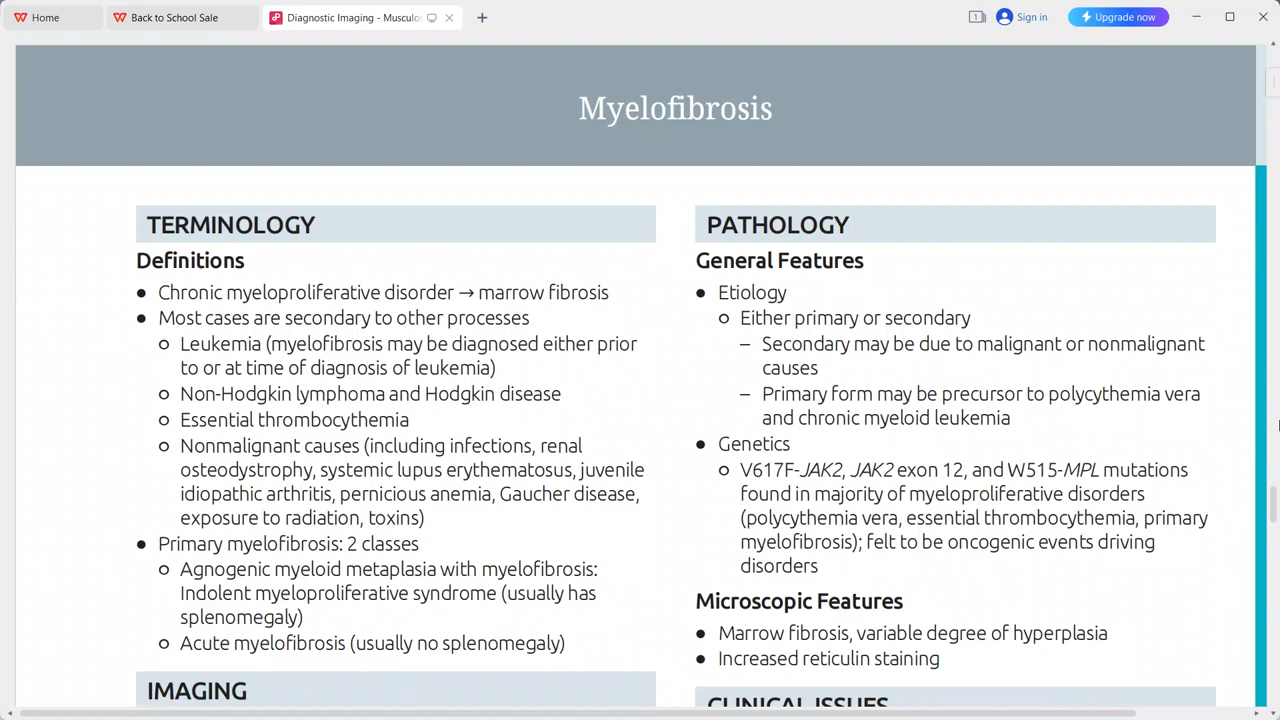 Home
Back to School Sale
Diagnostic Imaging - Musculo
1
Sign in
Upgrade now
Myelofibrosis
TERMINOLOGY
Definitions
● Chronic myeloproliferative disorder → marrow fibrosis
● Most cases are secondary to other processes
○ Leukemia (myelofibrosis may be diagnosed either prior
to or at time of diagnosis of leukemia)
○ Non-Hodgkin lymphoma and Hodgkin disease
○ Essential thrombocythemia
○ Nonmalignant causes (including infections, renal
osteodystrophy, systemic lupus erythematosus, juvenile
idiopathic arthritis, pernicious anemia, Gaucher disease,
exposure to radiation, toxins)
● Primary myelofibrosis: 2 classes
○ Agnogenic myeloid metaplasia with myelofibrosis:
Indolent myeloproliferative syndrome (usually has
splenomegaly)
○ Acute myelofibrosis (usually no splenomegaly)
IMAGING
PATHOLOGY
General Features
● Etiology
○ Either primary or secondary
– Secondary may be due to malignant or nonmalignant
causes
– Primary form may be precursor to polycythemia vera
and chronic myeloid leukemia
● Genetics
○ V617F-JAK2, JAK2 exon 12, and W515-MPL mutations
found in majority of myeloproliferative disorders
(polycythemia vera, essential thrombocythemia, primary
myelofibrosis); felt to be oncogenic events driving
disorders
Microscopic Features
● Marrow fibrosis, variable degree of hyperplasia
● Increased reticulin staining
CLINICAL ISSUES